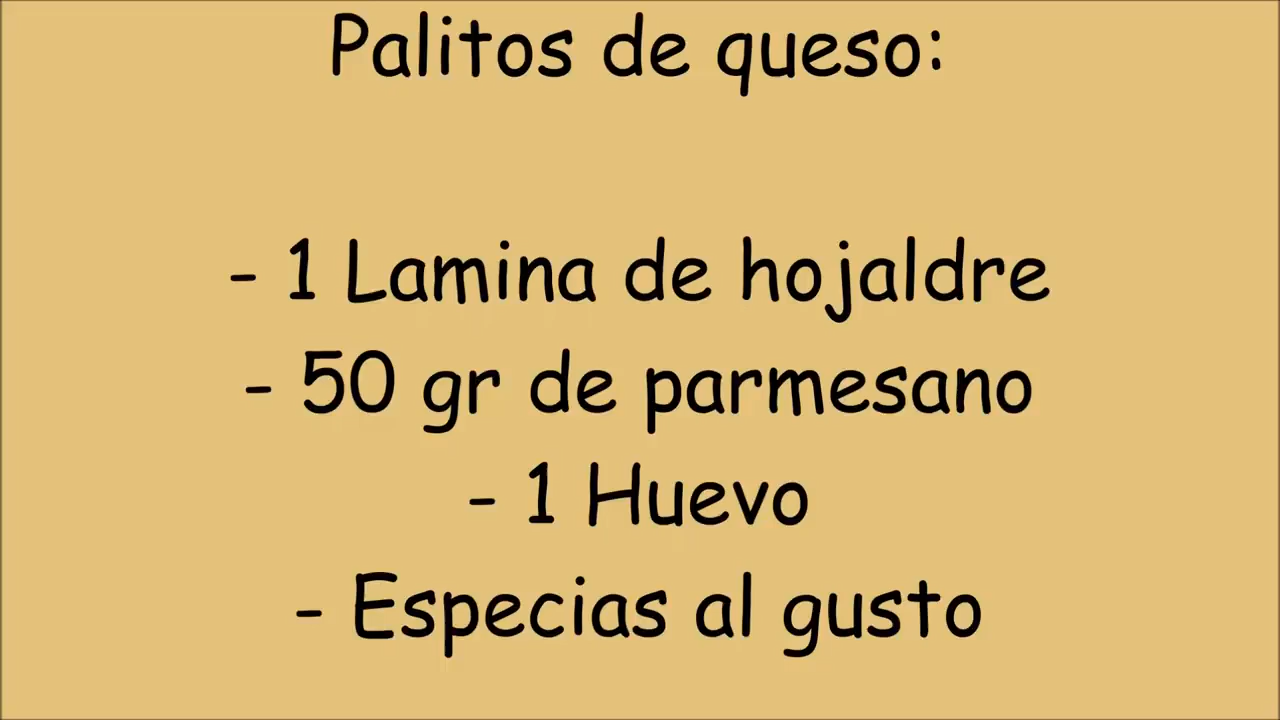 Palitos de queso:
- 1 Lamina de hojaldre
- 50 gr de parmesano
- 1 Huevo
- Especias al gusto